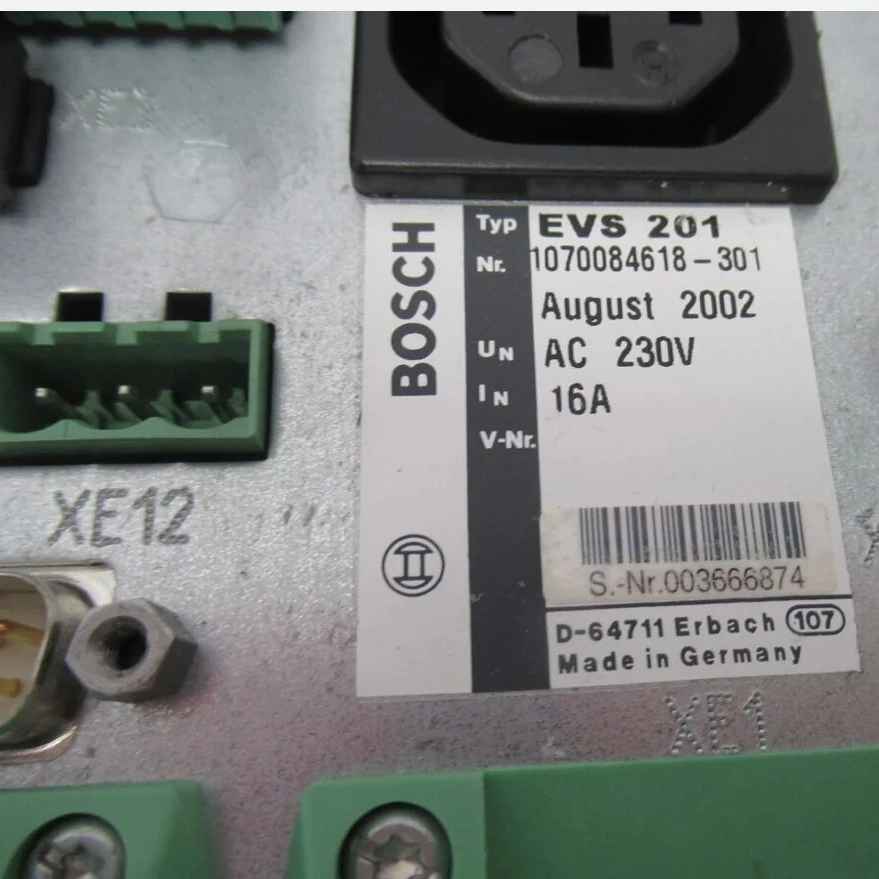 BOSCH
Typ EVS 201
Nr. 1070084618-301
August 2002
UN AC 230V
IN 16A
V-Nr.
S.-Nr.003666874
D-64711 Erbach 107
Made in Germany
XE12
XE1